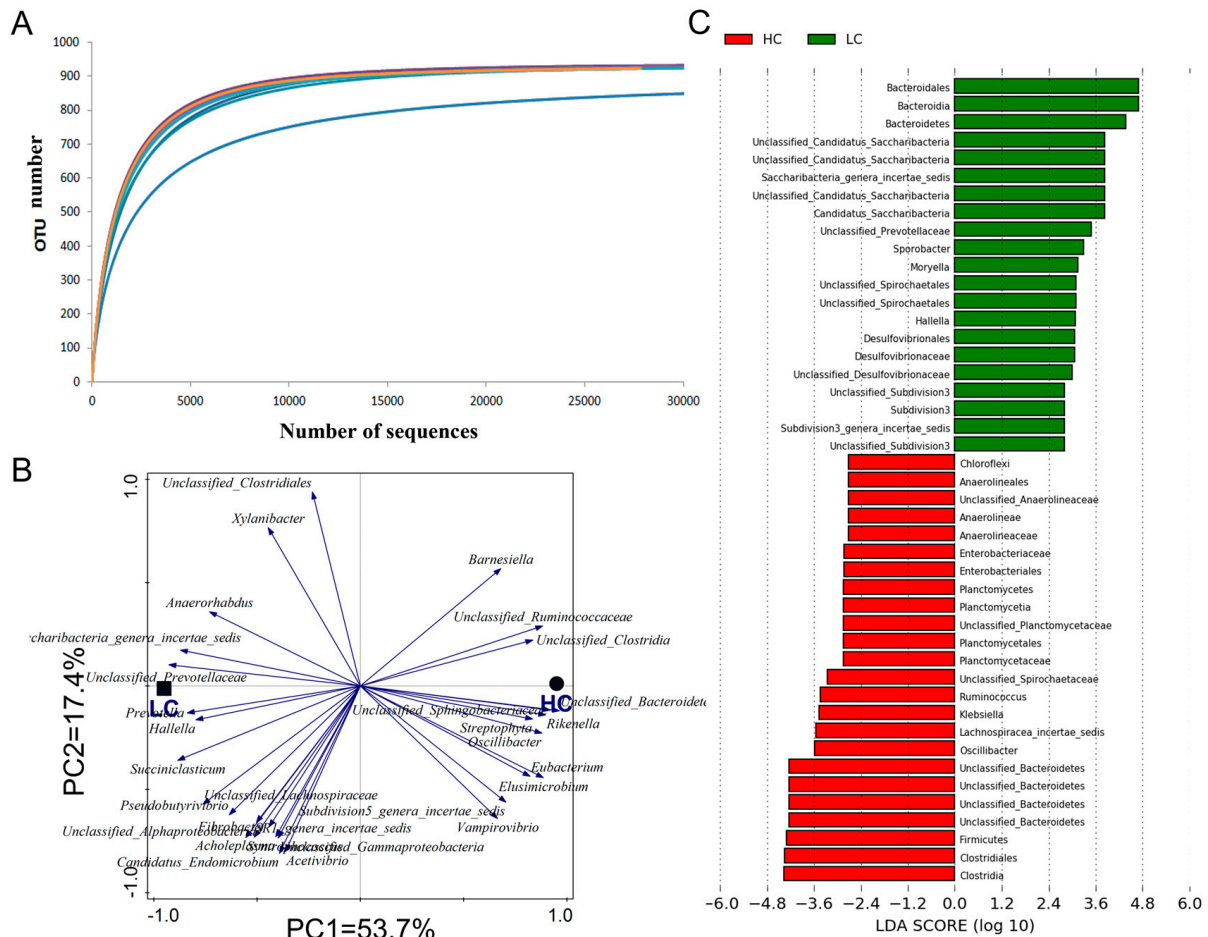 A
1000
900
800
700
600
500
400
300
200
100
0
OTU number
0 5000 10000 15000 20000 25000 30000
Number of sequences
B
1.0
-1.0
PC2=17.4%
Unclassified_Clostridiales
Xylanibacter
Barnesiella
Anaerorhabdus
Unclassified_Ruminococcaceae
Unclassified_Clostridia
ccharibacteria_genera_incertae_sedis
Unclassified_Prevotellaceae
LC
HC
Unclassified_Bacteroidete
Prevotella
Unclassified_Sphingobacteriaceae
Hallella
Streptophyta
Rikenella
Oscillibacter
Succiniclasticum
Eubacterium
Elusimicrobium
Unclassified_Lachnospiraceae
Pseudobutyrivibrio
Subdivision5_genera_incertae_sedis
Vampirovibrio
Fibrobacter
SR1_genera_incertae_sedis
Unclassified_Alphaproteobacteria
Acholeplasma
Unclassified_Gammaproteobacteria
Candidatus_Endomicrobium
Acetivibrio
-1.0 1.0
PC1=53.7%
C
HC LC
Bacteroidales
Bacteroidia
Bacteroidetes
Unclassified_Candidatus_Saccharibacteria
Unclassified_Candidatus_Saccharibacteria
Saccharibacteria_genera_incertae_sedis
Unclassified_Candidatus_Saccharibacteria
Candidatus_Saccharibacteria
Unclassified_Prevotellaceae
Sporobacter
Moryella
Unclassified_Spirochaetales
Unclassified_Spirochaetales
Hallella
Desulfovibrionales
Desulfovibrionaceae
Unclassified_Desulfovibrionaceae
Unclassified_Subdivision3
Subdivision3
Subdivision3_genera_incertae_sedis
Unclassified_Subdivision3
Chloroflexi
Anaerolineales
Unclassified_Anaerolineaceae
Anaerolineae
Anaerolineaceae
Enterobacteriaceae
Enterobacteriales
Planctomycetes
Planctomycetia
Unclassified_Planctomycetaceae
Planctomycetales
Planctomycetaceae
Unclassified_Spirochaetaceae
Ruminococcus
Klebsiella
Lachnospiracea_incertae_sedis
Oscillibacter
Unclassified_Bacteroidetes
Unclassified_Bacteroidetes
Unclassified_Bacteroidetes
Unclassified_Bacteroidetes
Firmicutes
Clostridiales
Clostridia
−6.0 −4.8 −3.6 −2.4 −1.2 0.0 1.2 2.4 3.6 4.8 6.0
LDA SCORE (log 10)